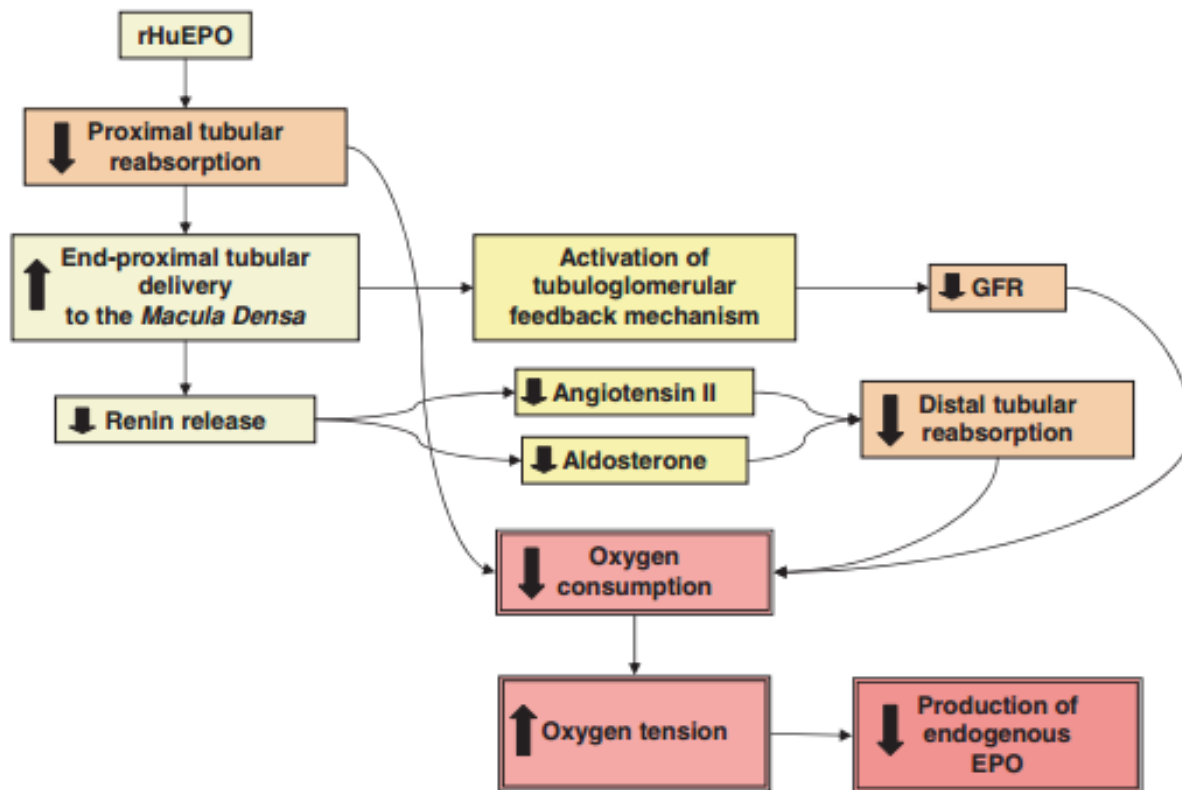 rHuEPO
Proximal tubular
reabsorption
End-proximal tubular
delivery
to the Macula Densa
Activation of
tubuloglomerular
feedback mechanism
GFR
Renin release
Angiotensin II
Aldosterone
Distal tubular
reabsorption
Oxygen
consumption
Oxygen tension
Production of
endogenous
EPO